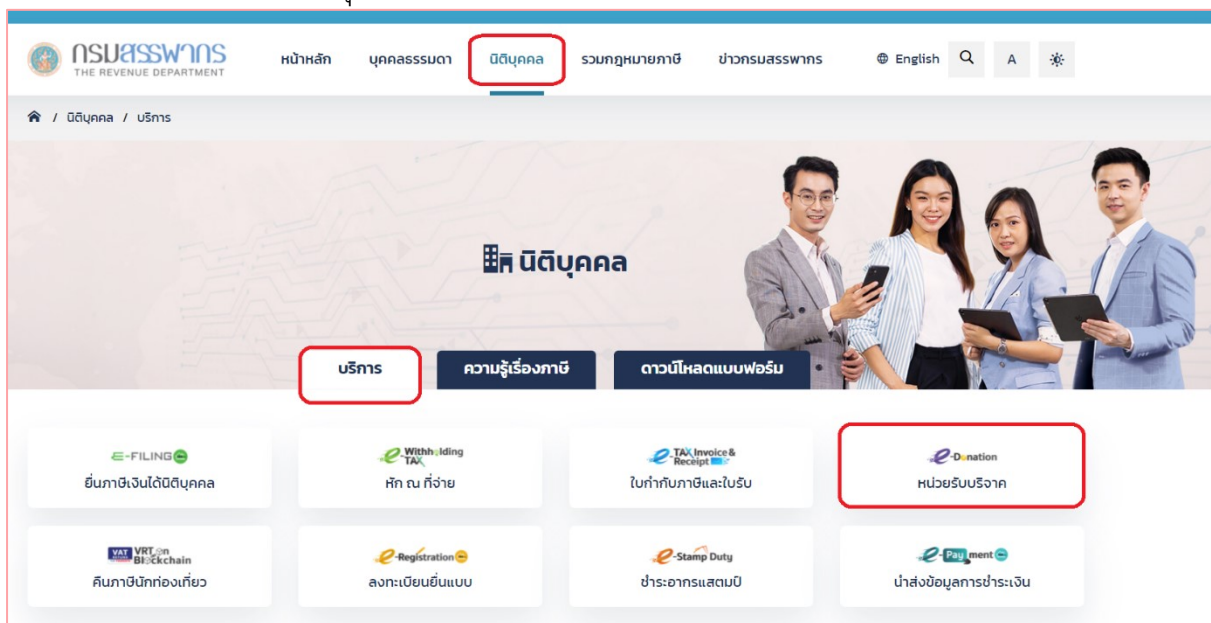 กรมสรรพากร
THE REVENUE DEPARTMENT
หน้าหลัก บุคคลธรรมดา นิติบุคคล รวมกฎหมายภาษี ข่าวกรมสรรพากร English A
/ นิติบุคคล / บริการ
นิติบุคคล
บริการ ความรู้เรื่องภาษี ดาวน์โหลดแบบฟอร์ม
E-FILING
ยื่นภาษีเงินได้นิติบุคคล
e-Withholding TAX
หัก ณ ที่จ่าย
e-TAX Invoice & Receipt
ใบกำกับภาษีและใบรับ
e-Donation
หน่วยรับบริจาค
VAT VRT on Blockchain
คืนภาษีนักท่องเที่ยว
e-Registration
ลงทะเบียนยื่นแบบ
e-Stamp Duty
ชำระอากรแสตมป์
e-Pay ment
นำส่งข้อมูลการชำระเงิน